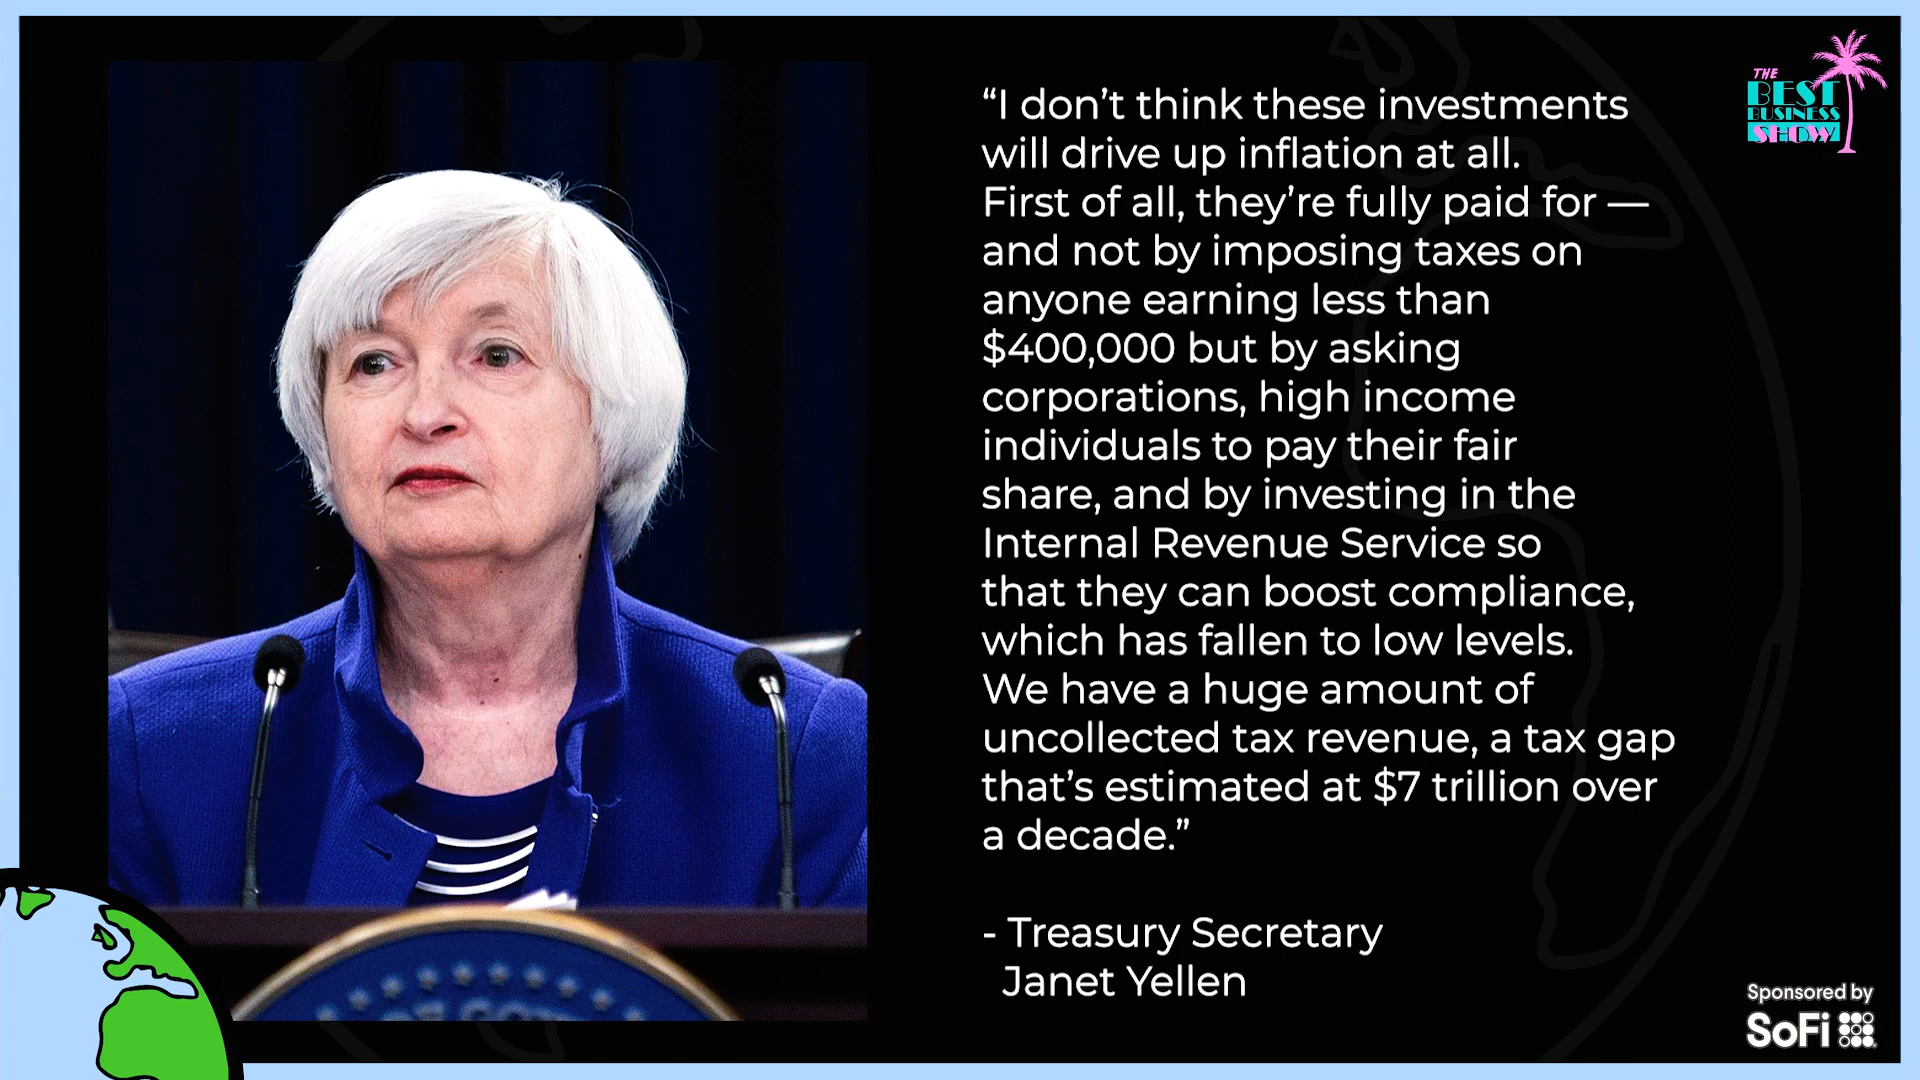 “I don’t think these investments
will drive up inflation at all.
First of all, they’re fully paid for —
and not by imposing taxes on
anyone earning less than
$400,000 but by asking
corporations, high income
individuals to pay their fair
share, and by investing in the
Internal Revenue Service so
that they can boost compliance,
which has fallen to low levels.
We have a huge amount of
uncollected tax revenue, a tax gap
that’s estimated at $7 trillion over
a decade.”
- Treasury Secretary
Janet Yellen
THE
BEST
BUSINESS
SHOW
Sponsored by
SoFi